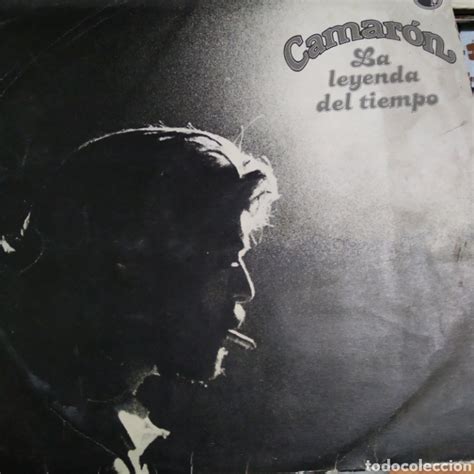 Camarón
La
leyenda
del tiempo
todocoleccion